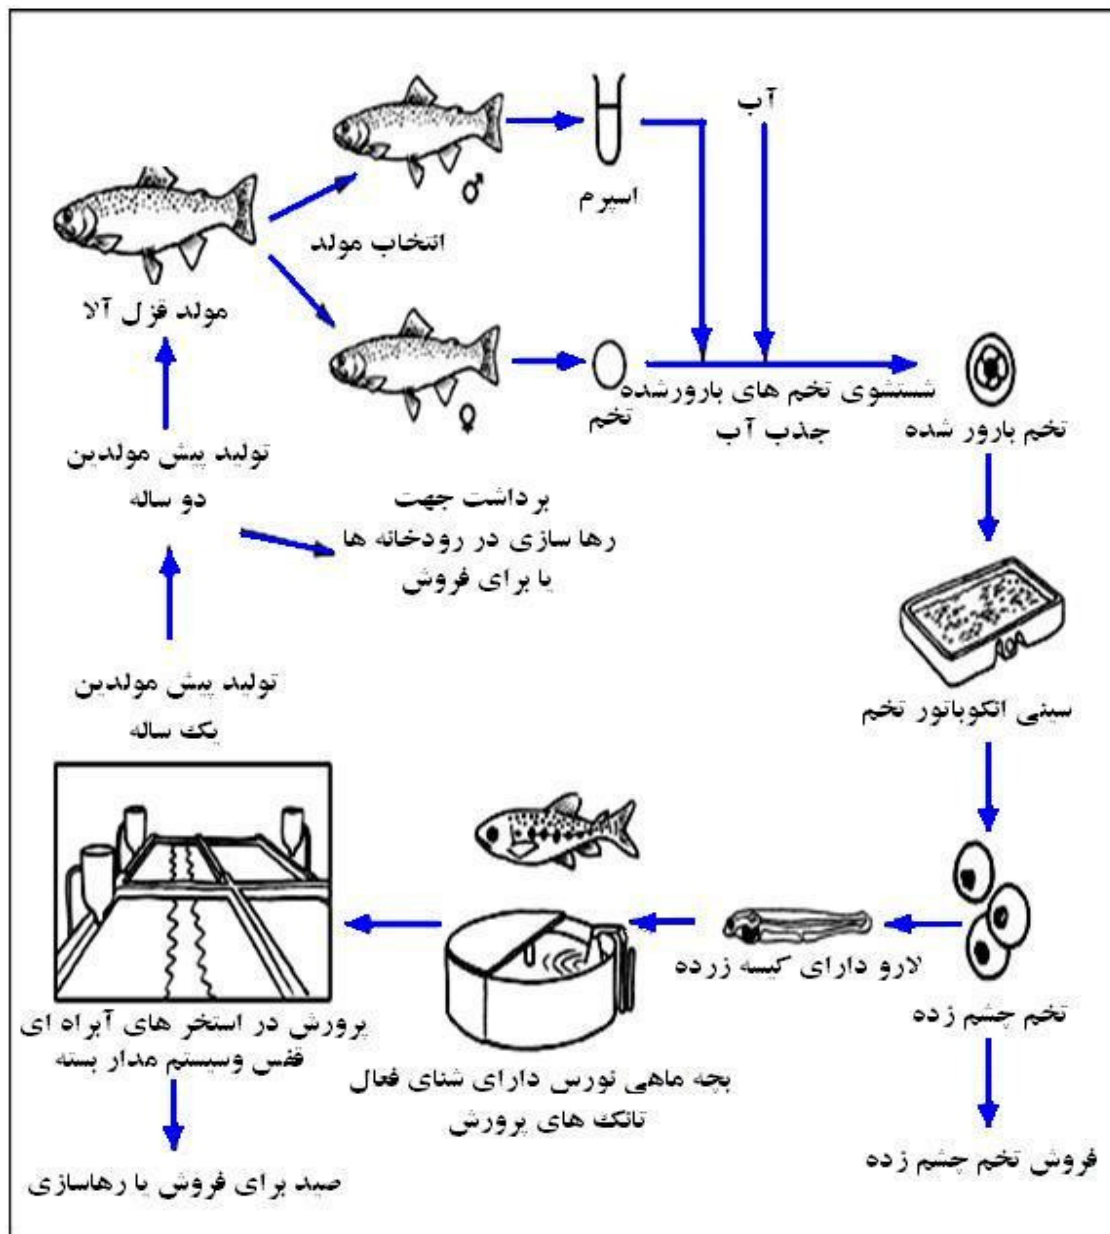 آب
اسپرم
انتخاب مولد
مولد قزل آلا
تخم
شستشوی تخم های بارورشده
جذب آب
تخم بارور شده
تولید پیش مولدین
دو ساله
برداشت جهت
رها سازی در رودخانه ها
یا برای فروش
سینی انکوباتور تخم
تولید پیش مولدین
یک ساله
لارو دارای کیسه زرده
تخم چشم زده
پرورش در استخر های آبراه ای
قفس وسیستم مدار بسته
بچه ماهی نورس دارای شنای فعال
تانک های پرورش
فروش تخم چشم زده
صید برای فروش یا رهاسازی